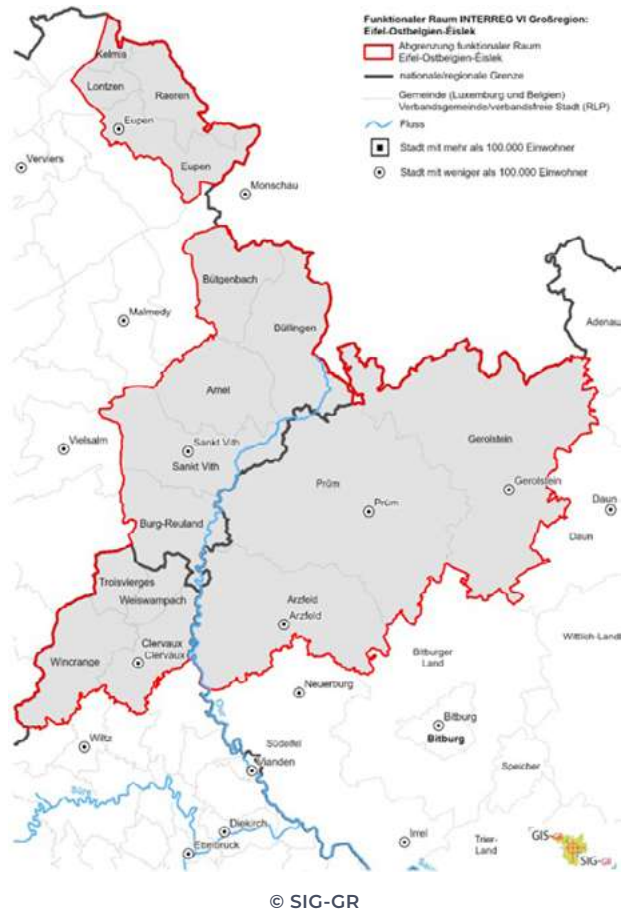 Funktionaler Raum INTERREG VI Großregion:
Eifel-Ostbelgien-Éislek
Abgrenzung funktionaler Raum
Eifel-Ostbelgien-Éislek
nationale/regionale Grenze
Gemeinde (Luxemburg und Belgien)
Verbandsgemeinde/verbandsfreie Stadt (RLP)
Fluss
Stadt mit mehr als 100.000 Einwohner
Stadt mit weniger als 100.000 Einwohner
Kelmis
Lontzen
Raeren
Eupen
Verviers
Eupen
Monschau
Bütgenbach
Büllingen
Malmedy
Adenau
Amel
Vielsalm
Sankt Vith
Sankt Vith
Gerolstein
Gerolstein
Prüm
Prüm
Daun
Daun
Burg-Reuland
Troisvierges
Weiswampach
Arzfeld
Arzfeld
Clervaux
Clervaux
Wincrange
Wittlich-Land
Bitburger
Land
Neuerburg
Our
Bitburg
Bitburg
Wiltz
Südeifel
Vianden
Speicher
Sûre
Diekirch
Ettelbruck
Irrel
Trier-
Land
GIS-GR
SIG-GR
© SIG-GR